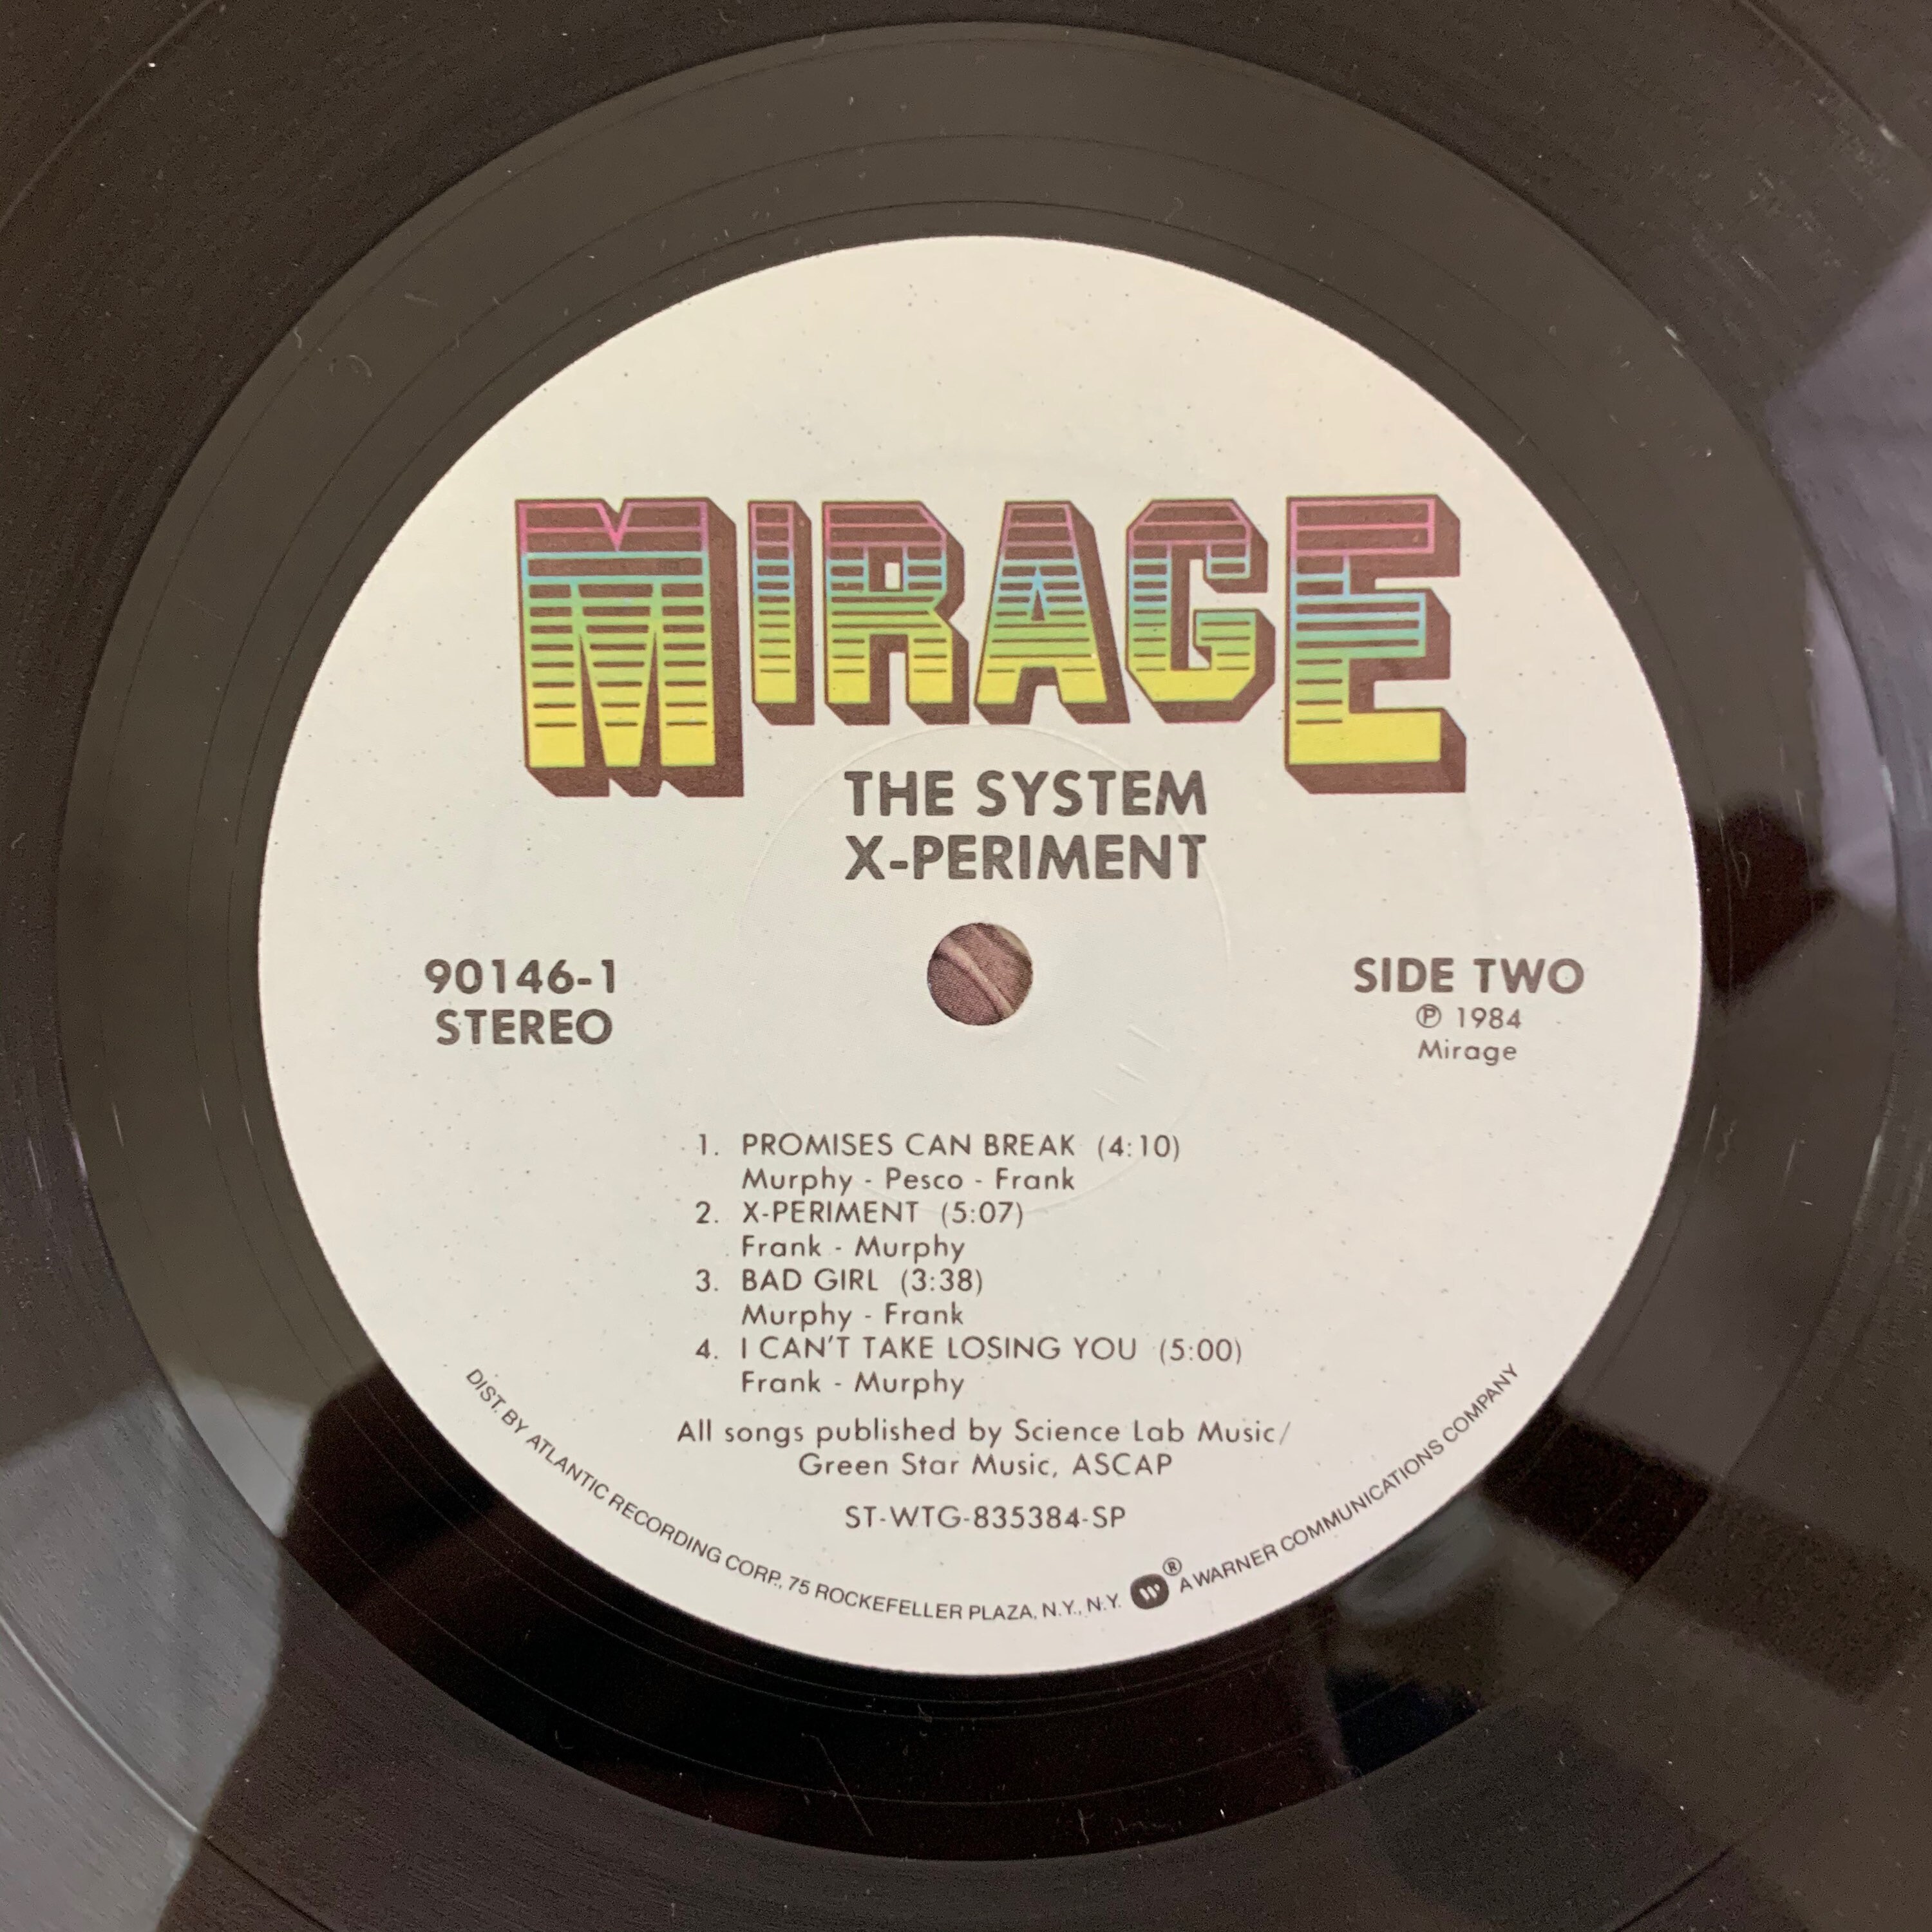 MIRAGE
THE SYSTEM
X-PERIMENT
90146-1
STEREO
SIDE TWO
℗ 1984
Mirage
1. PROMISES CAN BREAK (4:10)
Murphy - Pesco - Frank
2. X-PERIMENT (5:07)
Frank - Murphy
3. BAD GIRL (3:38)
Murphy - Frank
4. I CAN'T TAKE LOSING YOU (5:00)
Frank - Murphy
All songs published by Science Lab Music/
Green Star Music, ASCAP
ST-WTG-835384-SP
DIST. BY ATLANTIC RECORDING CORP., 75 ROCKEFELLER PLAZA, N.Y., N.Y. W® A WARNER COMMUNICATIONS COMPANY